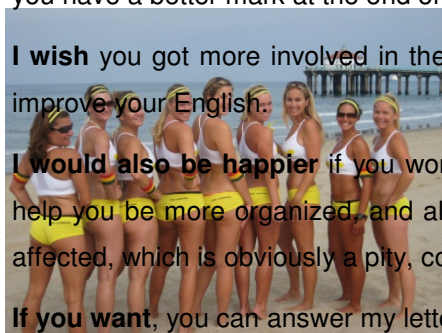 you have a better mark at the end of
I wish you got more involved in the
improve your English.
I would also be happier if you wor
help you be more organized, and al
affected, which is obviously a pity, co
If you want, you can answer my lette